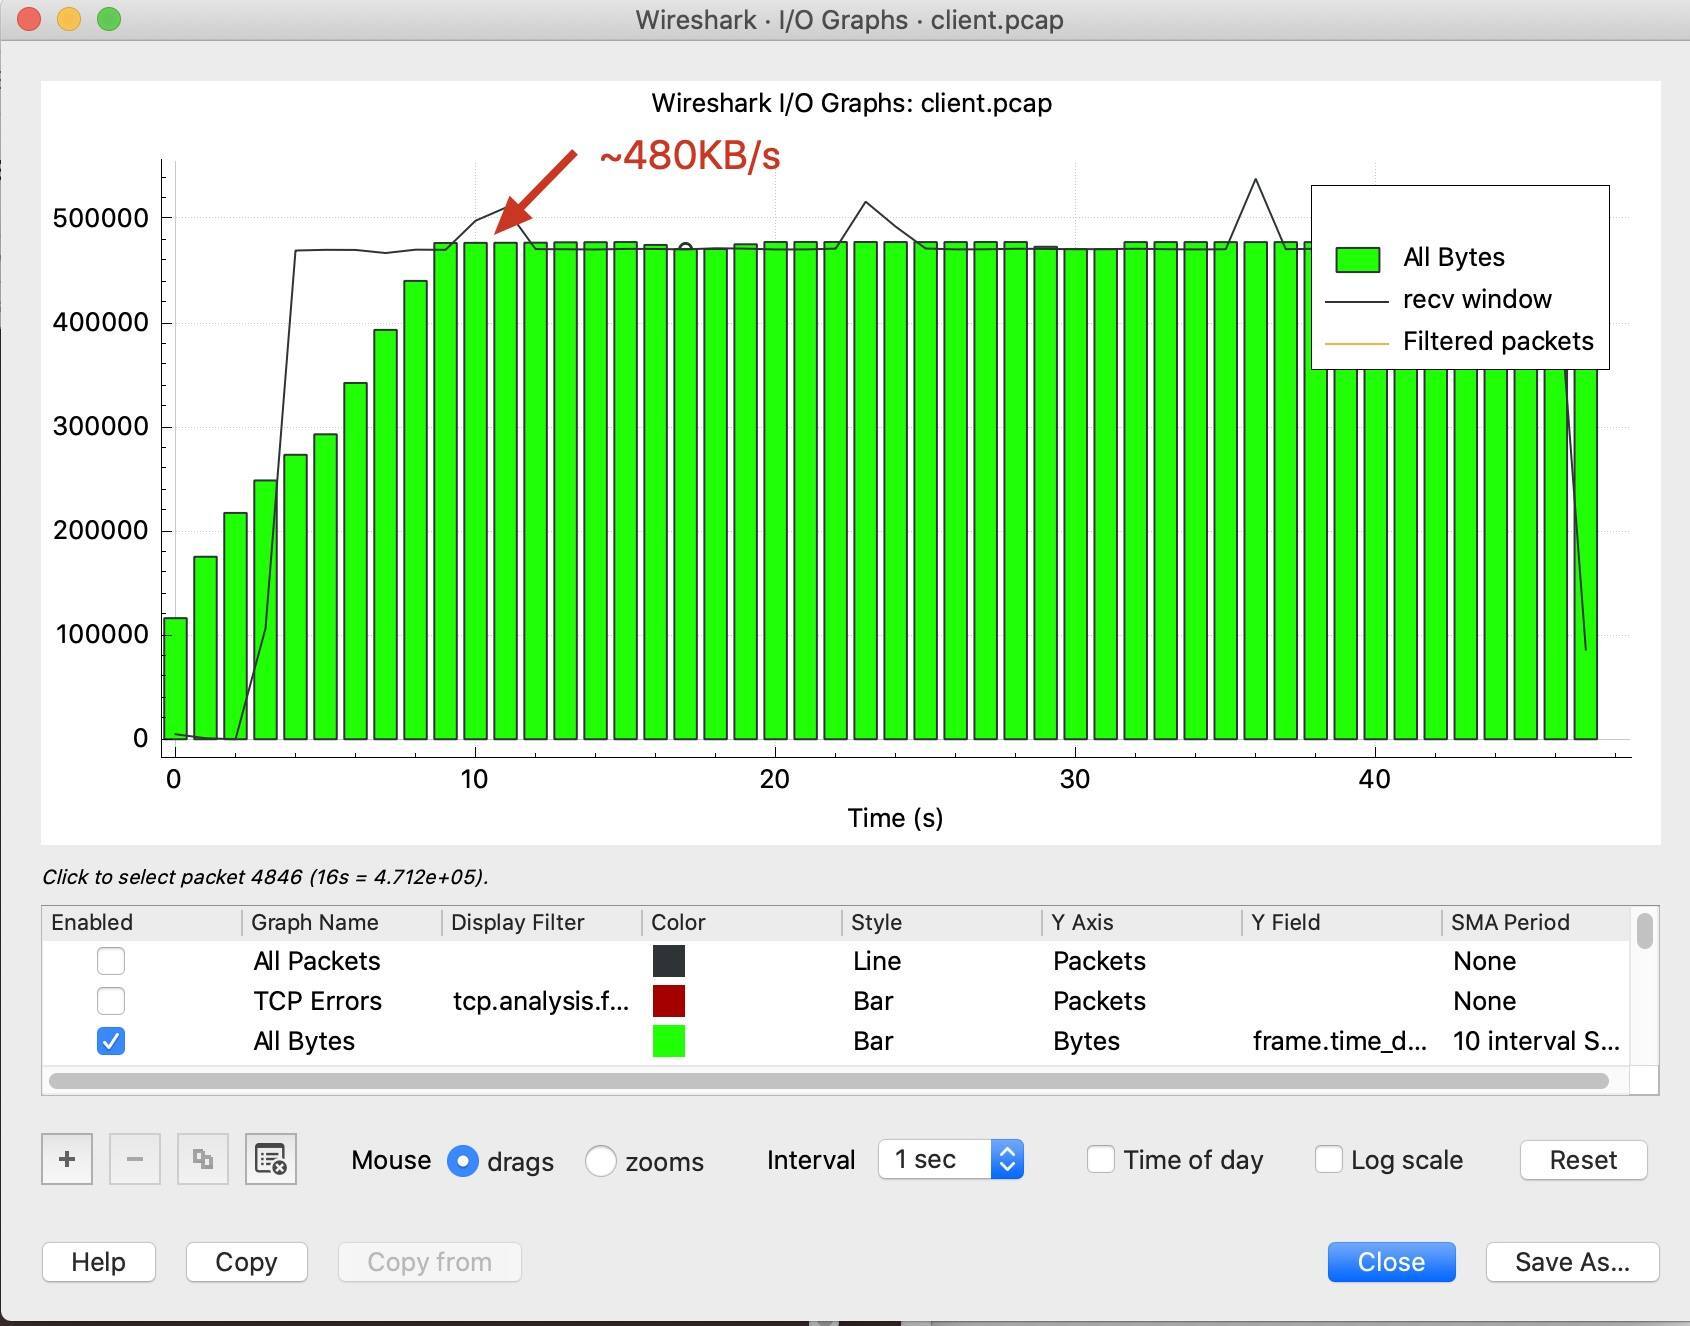 Wireshark · I/O Graphs · client.pcap
Wireshark I/O Graphs: client.pcap
~480KB/s
500000
400000
300000
200000
100000
0
All Bytes
recv window
Filtered packets
0 10 20 30 40
Time (s)
Click to select packet 4846 (16s = 4.712e+05).
Enabled Graph Name Display Filter Color Style Y Axis Y Field SMA Period
All Packets Line Packets None
TCP Errors tcp.analysis.f... Bar Packets None
All Bytes Bar Bytes frame.time_d... 10 interval S...
+ − Mouse drags zooms Interval 1 sec Time of day Log scale Reset
Help Copy Copy from Close Save As...